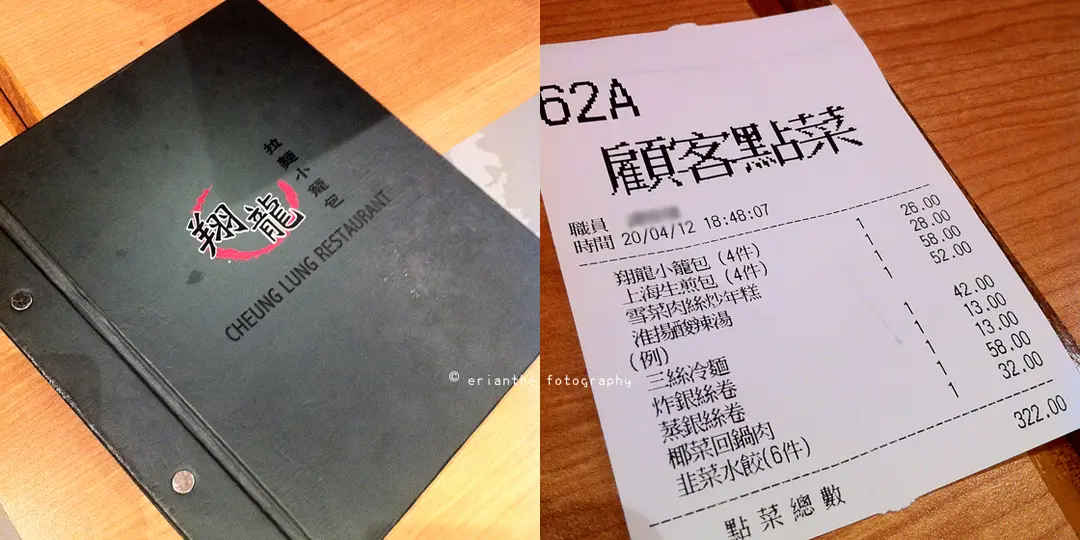 拉麵小籠包
翔龍
CHEUNG LUNG RESTAURANT
© erianthe fotography
62A
顧客點菜
職員
時間 20/04/12 18:48:07
翔龍小籠包 (4件) 1 26.00
上海生煎包 (4件) 1 28.00
雪菜肉絲炒年糕 1 58.00
淮揚酸辣湯 1 52.00
(例)
三絲冷麵 1 42.00
炸銀絲卷 1 13.00
蒸銀絲卷 1 13.00
椰菜回鍋肉 1 58.00
韭菜水餃(6件) 1 32.00
322.00
點菜總數